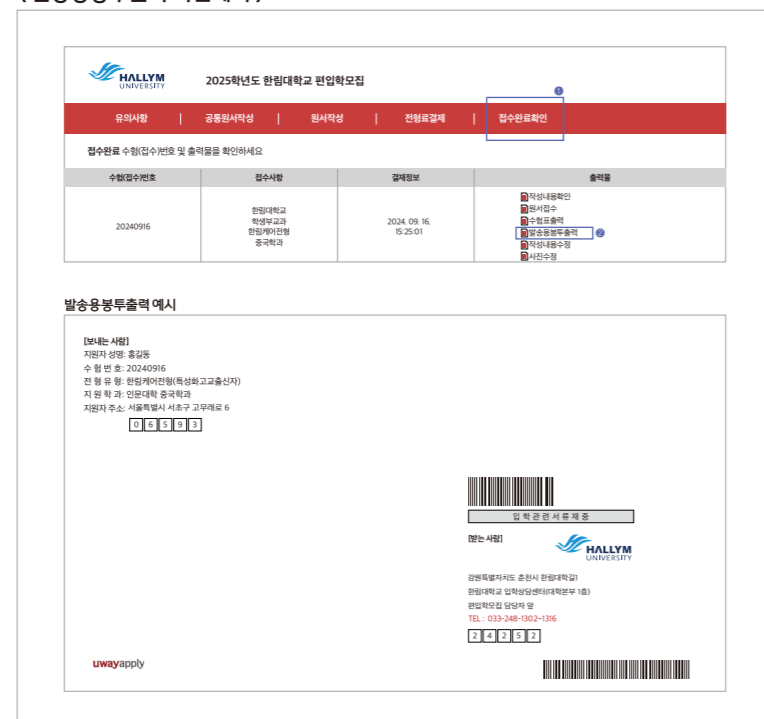 HALLYM
UNIVERSITY
2025학년도 한림대학교 편입학모집
1
유의사항 | 공통원서작성 | 원서작성 | 전형료결제 | 접수완료확인
접수완료 수험(접수)번호 및 출력물을 확인하세요
수험(접수)번호 접수사항 결재정보 출력물
20240916
한림대학교
학생부교과
한림케어전형
중국학과
2024. 09. 16.
15:25:01
작성내용확인
원서접수
수험표출력
발송용봉투출력 2
작성내용수정
사진수정
발송용봉투출력 예시
[보내는 사람]
지원자 성명: 홍길동
수 험 번 호: 20240916
전 형 유 형: 한림케어전형(특성화고교출신자)
지 원 학 과: 인문대학 중국학과
지원자 주소: 서울특별시 서초구 고무래로 6
0 6 5 9 3
입 학 관 련 서 류 재 중
[받는 사람]
HALLYM
UNIVERSITY
강원특별자치도 춘천시 한림대학길1
한림대학교 입학상담센터(대학본부 1층)
편입학모집 담당자 앞
TEL : 033-248-1302~1316
2 4 2 5 2
uwayapply